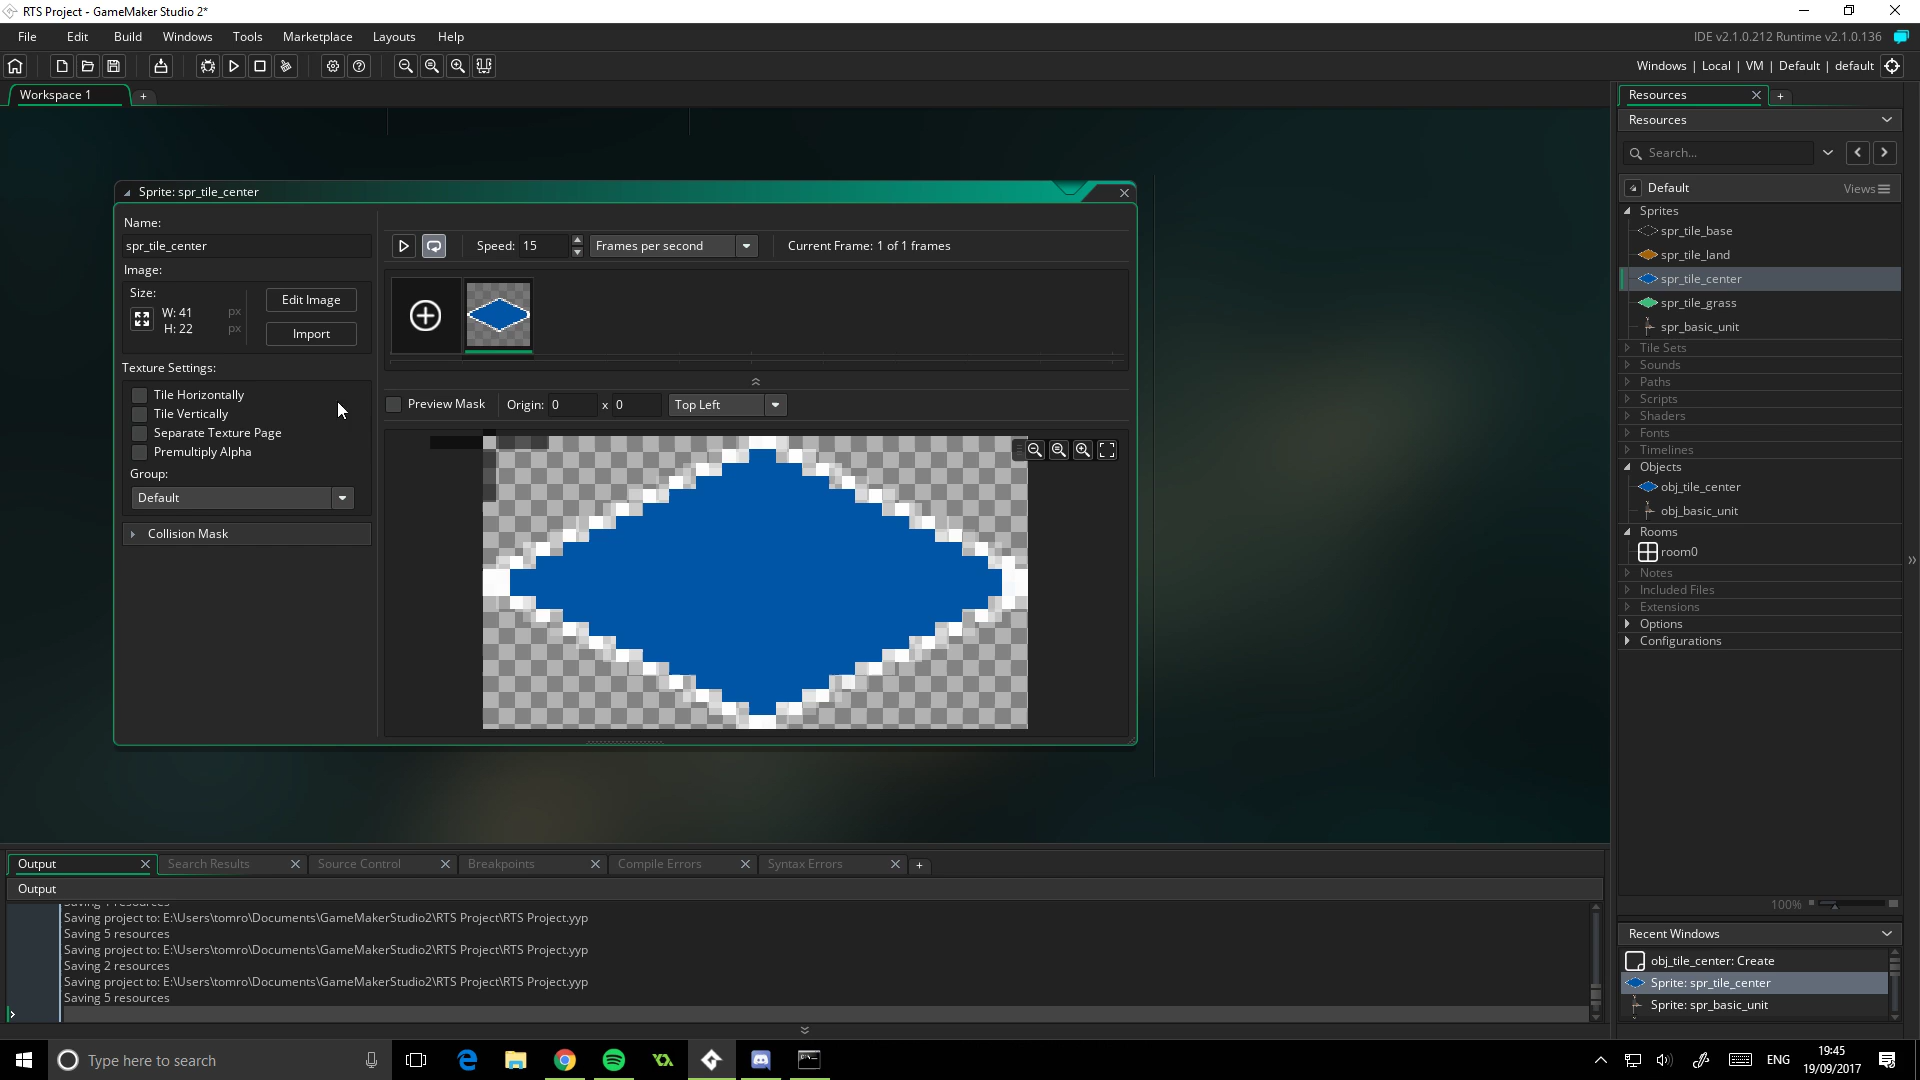 RTS Project - GameMaker Studio 2*
File Edit Build Windows Tools Marketplace Layouts Help
IDE v2.1.0.212 Runtime v2.1.0.136
Windows | Local | VM | Default | default
Workspace 1
Resources
Resources
Search...
Default
Views
Sprites
spr_tile_base
spr_tile_land
spr_tile_center
spr_tile_grass
spr_basic_unit
Tile Sets
Sounds
Paths
Scripts
Shaders
Fonts
Timelines
Objects
obj_tile_center
obj_basic_unit
Rooms
room0
Notes
Included Files
Extensions
Options
Configurations
100%
Recent Windows
obj_tile_center: Create
Sprite: spr_tile_center
Sprite: spr_basic_unit
Sprite: spr_tile_center
Name:
spr_tile_center
Image:
Size:
W: 41 px
H: 22 px
Edit Image
Import
Texture Settings:
Tile Horizontally
Tile Vertically
Separate Texture Page
Premultiply Alpha
Group:
Default
Collision Mask
Speed: 15 Frames per second Current Frame: 1 of 1 frames
Preview Mask Origin: 0 x 0 Top Left
Output Search Results Source Control Breakpoints Compile Errors Syntax Errors
Output
Saving project to: E:\Users\tomro\Documents\GameMakerStudio2\RTS Project\RTS Project.yyp
Saving 5 resources
Saving project to: E:\Users\tomro\Documents\GameMakerStudio2\RTS Project\RTS Project.yyp
Saving 2 resources
Saving project to: E:\Users\tomro\Documents\GameMakerStudio2\RTS Project\RTS Project.yyp
Saving 5 resources
Type here to search
ENG
19:45
19/09/2017